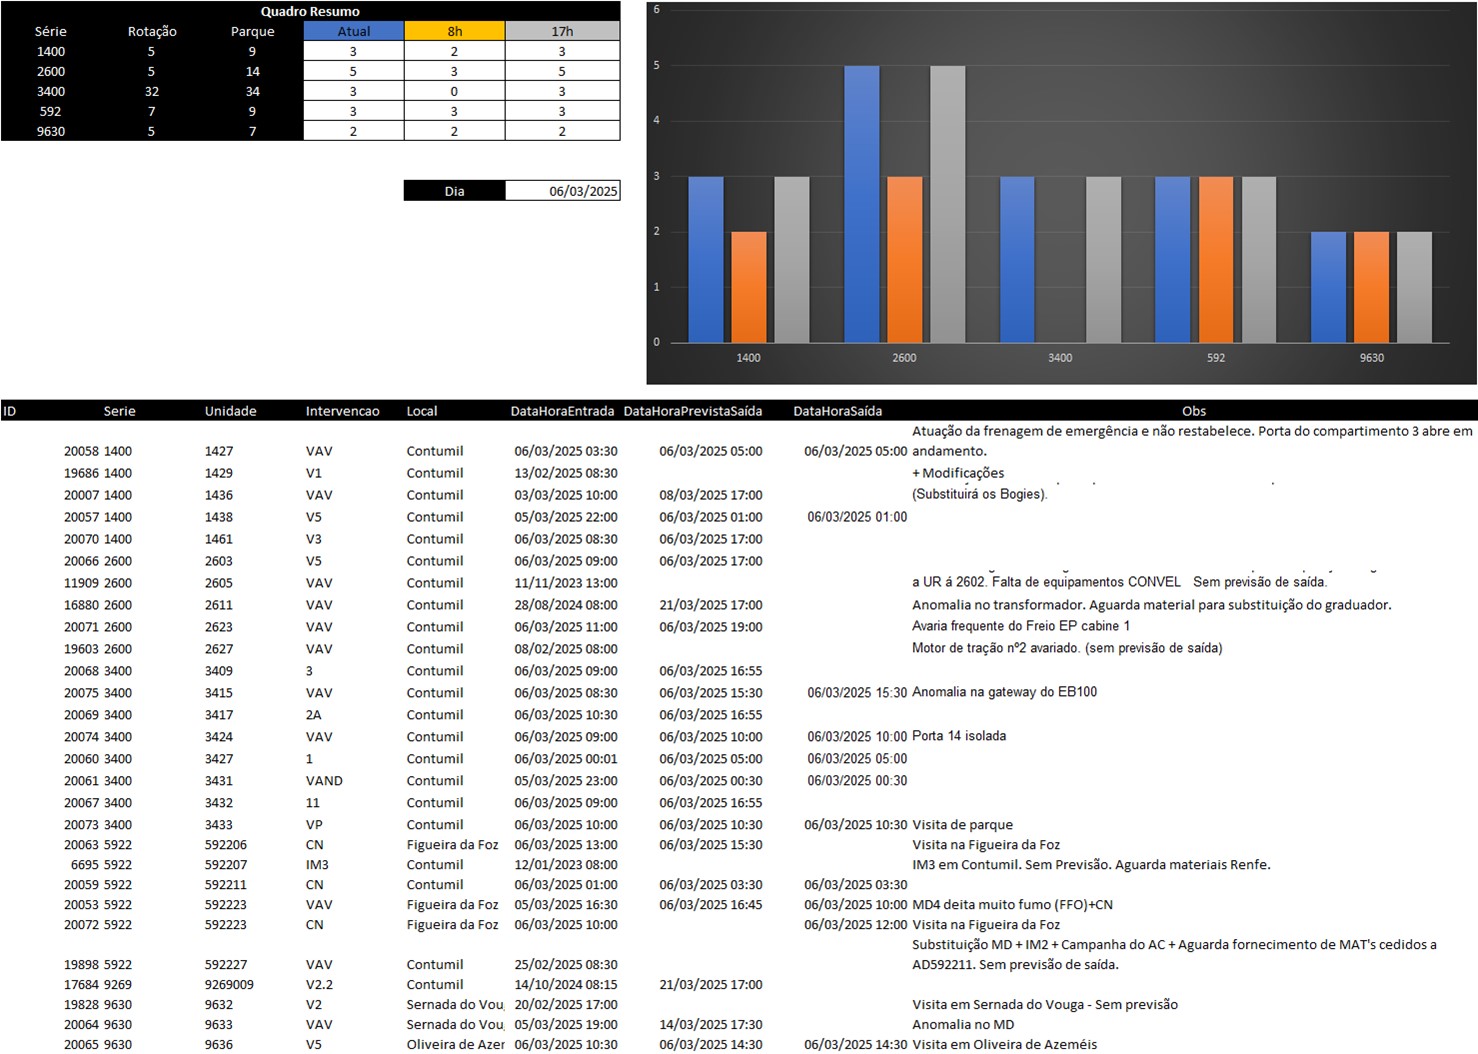 Quadro Resumo
Série Rotação Parque Atual 8h 17h
1400 5 9 3 2 3
2600 5 14 5 3 5
3400 32 34 3 0 3
592 7 9 3 3 3
9630 5 7 2 2 2
Dia 06/03/2025
6
5
4
3
2
1
0
1400 2600 3400 592 9630
ID Serie Unidade Intervencao Local DataHoraEntrada DataHoraPrevistaSaída DataHoraSaída Obs
Atuação da frenagem de emergência e não restabelece. Porta do compartimento 3 abre em
20058 1400 1427 VAV Contumil 06/03/2025 03:30 06/03/2025 05:00 06/03/2025 05:00 andamento.
19686 1400 1429 V1 Contumil 13/02/2025 08:30 + Modificações
20007 1400 1436 VAV Contumil 03/03/2025 10:00 08/03/2025 17:00 (Substituirá os Bogies).
20057 1400 1438 V5 Contumil 05/03/2025 22:00 06/03/2025 01:00 06/03/2025 01:00
20070 1400 1461 V3 Contumil 06/03/2025 08:30 06/03/2025 17:00
20066 2600 2603 V5 Contumil 06/03/2025 09:00 06/03/2025 17:00
11909 2600 2605 VAV Contumil 11/11/2023 13:00 a UR á 2602. Falta de equipamentos CONVEL Sem previsão de saída.
16880 2600 2611 VAV Contumil 28/08/2024 08:00 21/03/2025 17:00 Anomalia no transformador. Aguarda material para substituição do graduador.
20071 2600 2623 VAV Contumil 06/03/2025 11:00 06/03/2025 19:00 Avaria frequente do Freio EP cabine 1
19603 2600 2627 VAV Contumil 08/02/2025 08:00 Motor de tração nº2 avariado. (sem previsão de saída)
20068 3400 3409 3 Contumil 06/03/2025 09:00 06/03/2025 16:55
20075 3400 3415 VAV Contumil 06/03/2025 08:30 06/03/2025 15:30 06/03/2025 15:30 Anomalia na gateway do EB100
20069 3400 3417 2A Contumil 06/03/2025 10:30 06/03/2025 16:55
20074 3400 3424 VAV Contumil 06/03/2025 09:00 06/03/2025 10:00 06/03/2025 10:00 Porta 14 isolada
20060 3400 3427 1 Contumil 06/03/2025 00:01 06/03/2025 05:00 06/03/2025 05:00
20061 3400 3431 VAND Contumil 05/03/2025 23:00 06/03/2025 00:30 06/03/2025 00:30
20067 3400 3432 11 Contumil 06/03/2025 09:00 06/03/2025 16:55
20073 3400 3433 VP Contumil 06/03/2025 10:00 06/03/2025 10:30 06/03/2025 10:30 Visita de parque
20063 5922 592206 CN Figueira da Foz 06/03/2025 13:00 06/03/2025 15:30 Visita na Figueira da Foz
6695 5922 592207 IM3 Contumil 12/01/2023 08:00 IM3 em Contumil. Sem Previsão. Aguarda materiais Renfe.
20059 5922 592211 CN Contumil 06/03/2025 01:00 06/03/2025 03:30 06/03/2025 03:30
20053 5922 592223 VAV Figueira da Foz 05/03/2025 16:30 06/03/2025 16:45 06/03/2025 10:00 MD4 deita muito fumo (FFO)+CN
20072 5922 592223 CN Figueira da Foz 06/03/2025 10:00 06/03/2025 12:00 Visita na Figueira da Foz
Substituição MD + IM2 + Campanha do AC + Aguarda fornecimento de MAT's cedidos a
19898 5922 592227 VAV Contumil 25/02/2025 08:30 AD592211. Sem previsão de saída.
17684 9269 9269009 V2.2 Contumil 14/10/2024 08:15 21/03/2025 17:00
19828 9630 9632 V2 Sernada do Vou 20/02/2025 17:00 Visita em Sernada do Vouga - Sem previsão
20064 9630 9633 VAV Sernada do Vou 05/03/2025 19:00 14/03/2025 17:30 Anomalia no MD
20065 9630 9636 V5 Oliveira de Azer 06/03/2025 10:30 06/03/2025 14:30 06/03/2025 14:30 Visita em Oliveira de Azeméis